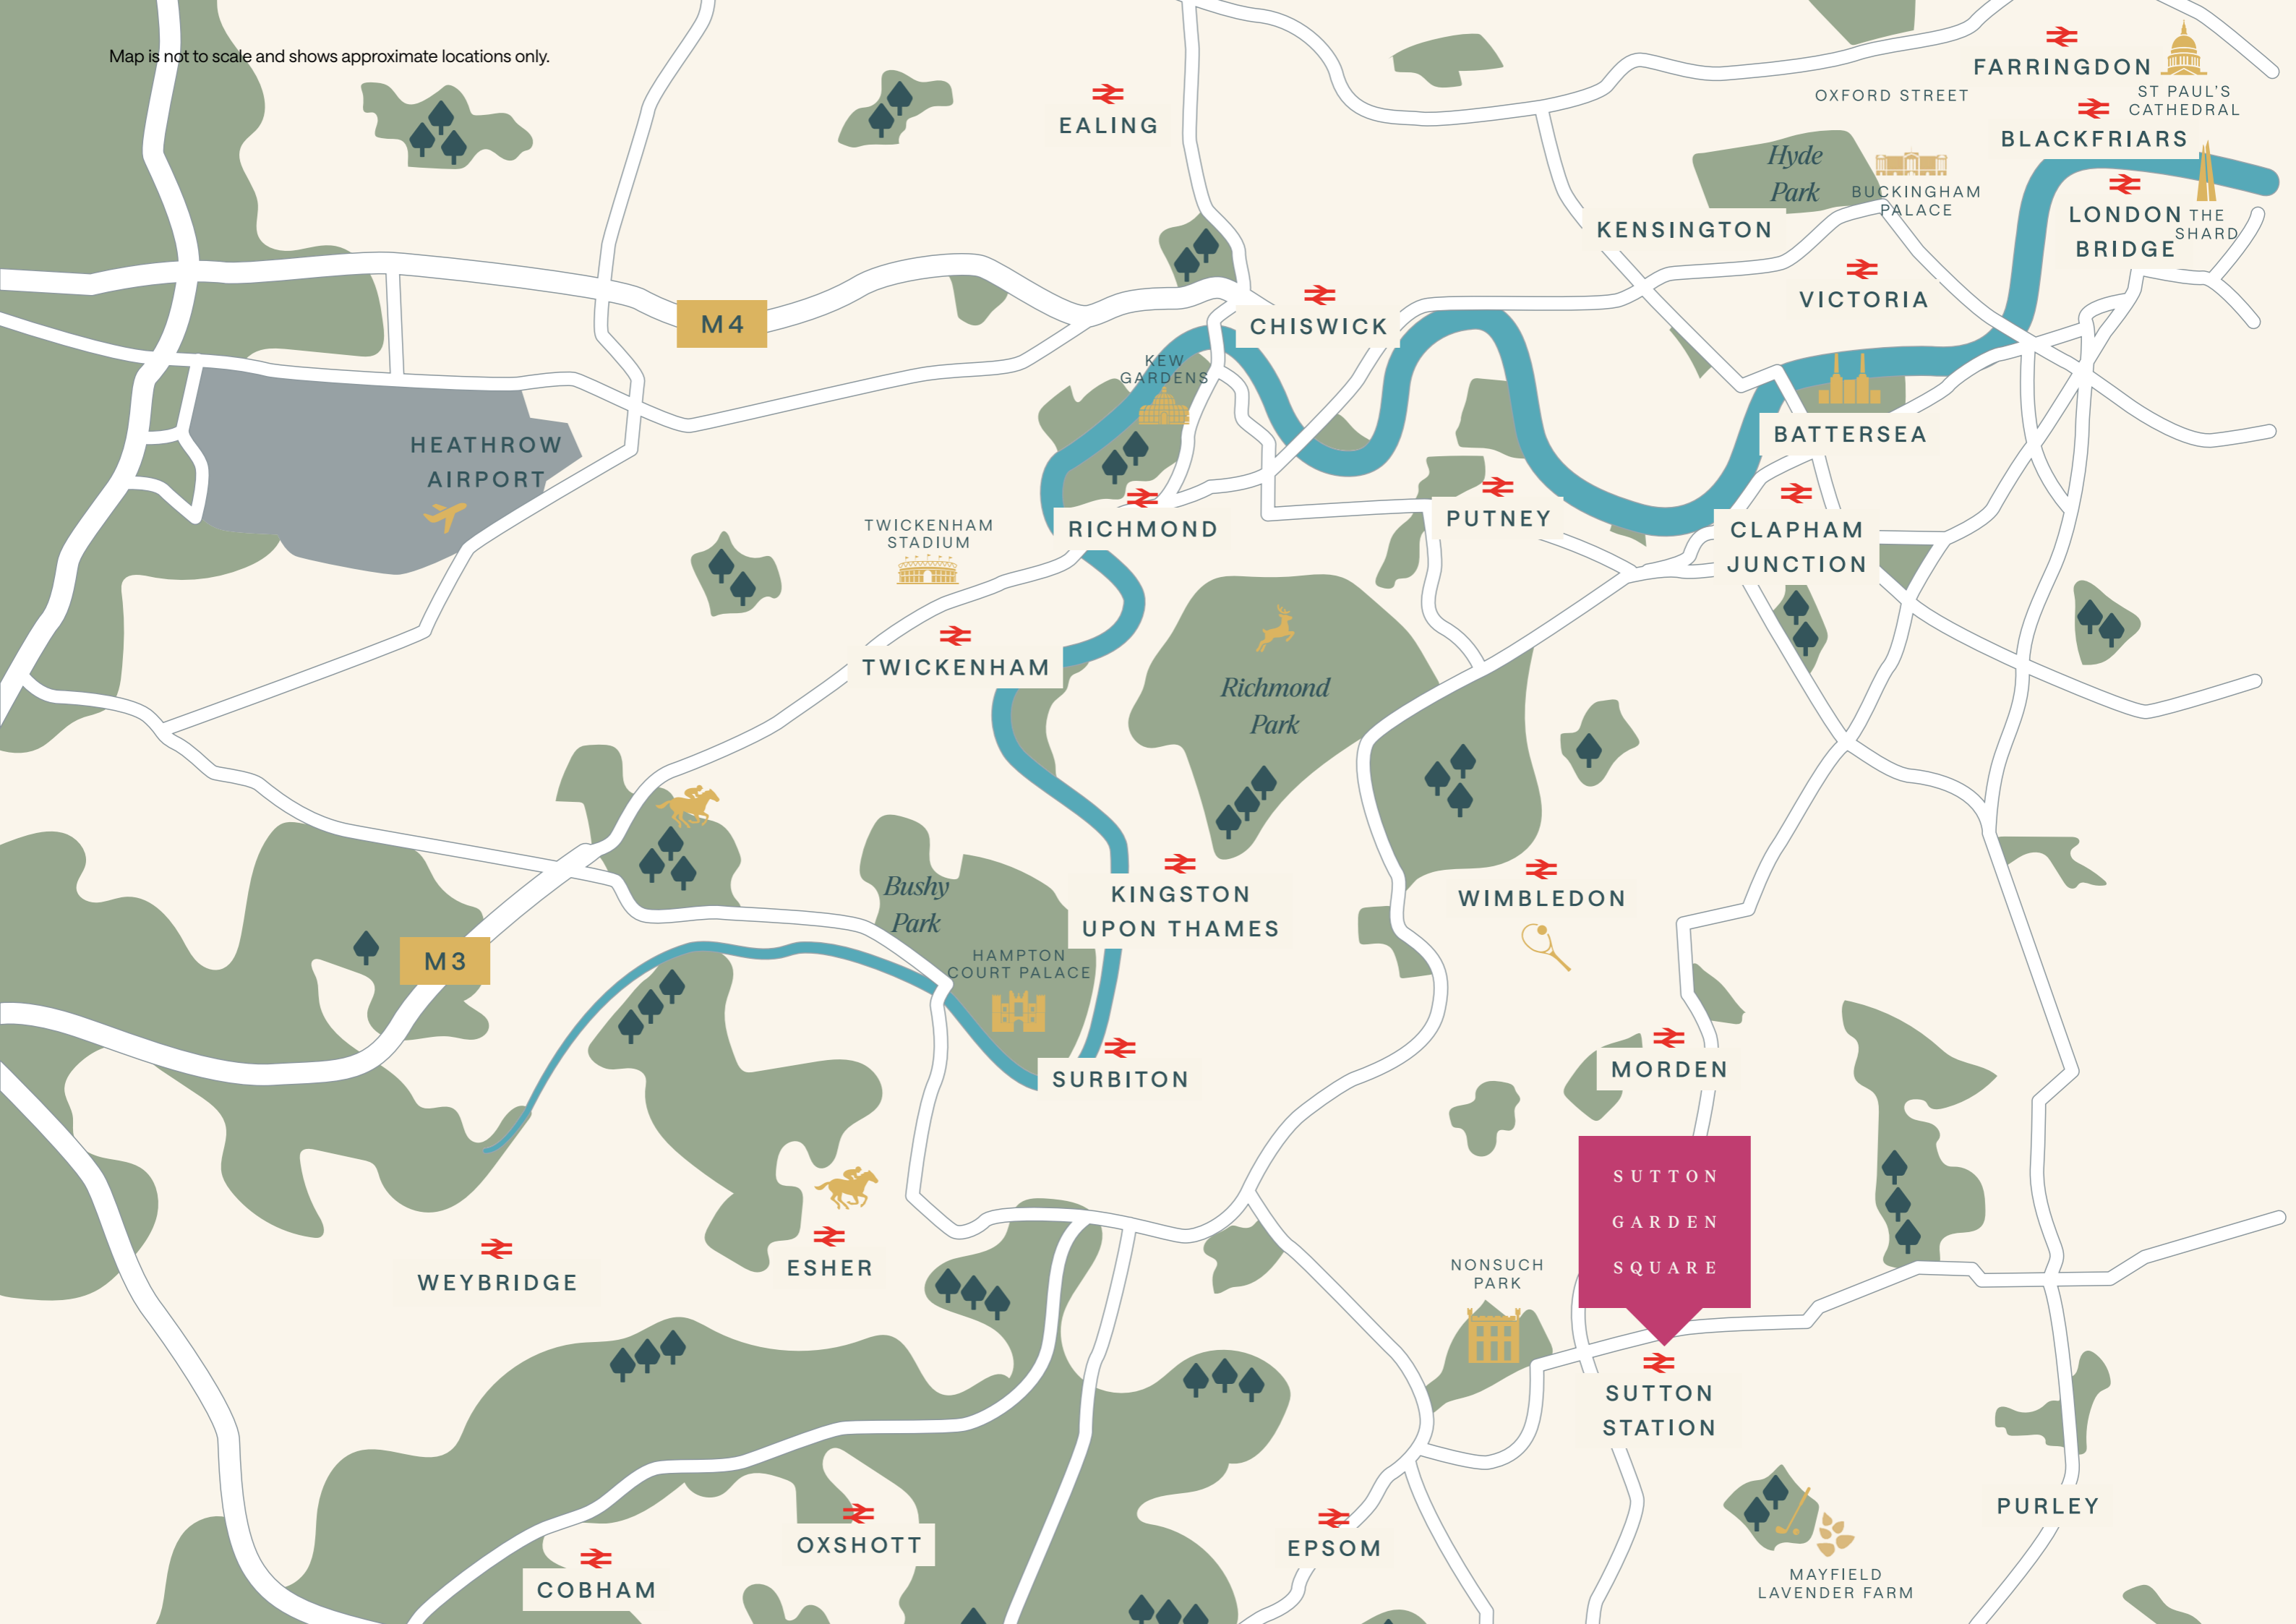 Map is not to scale and shows approximate locations only.
FARRINGDON
ST PAUL'S
CATHEDRAL
OXFORD STREET
EALING
BLACKFRIARS
Hyde
Park
BUCKINGHAM
PALACE
LONDON
BRIDGE
THE
SHARD
KENSINGTON
VICTORIA
M4
CHISWICK
KEW
GARDENS
BATTERSEA
HEATHROW
AIRPORT
TWICKENHAM
STADIUM
RICHMOND
PUTNEY
CLAPHAM
JUNCTION
TWICKENHAM
Richmond
Park
Bushy
Park
KINGSTON
UPON THAMES
WIMBLEDON
M3
HAMPTON
COURT PALACE
SURBITON
MORDEN
SUTTON
GARDEN
SQUARE
WEYBRIDGE
ESHER
NONSUCH
PARK
SUTTON
STATION
PURLEY
OXSHOTT
EPSOM
COBHAM
MAYFIELD
LAVENDER FARM